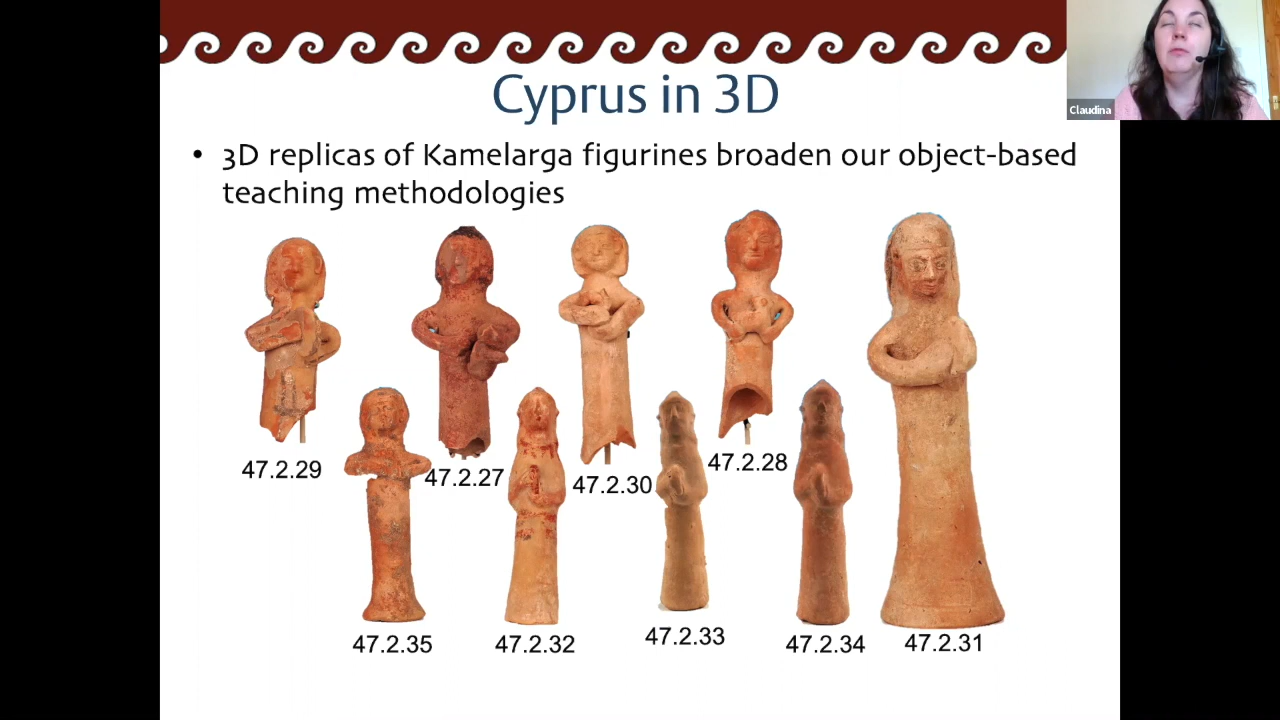 Cyprus in 3D
Claudina
• 3D replicas of Kamelarga figurines broaden our object-based
teaching methodologies
47.2.29
47.2.27
47.2.30
47.2.28
47.2.35
47.2.32
47.2.33
47.2.34
47.2.31